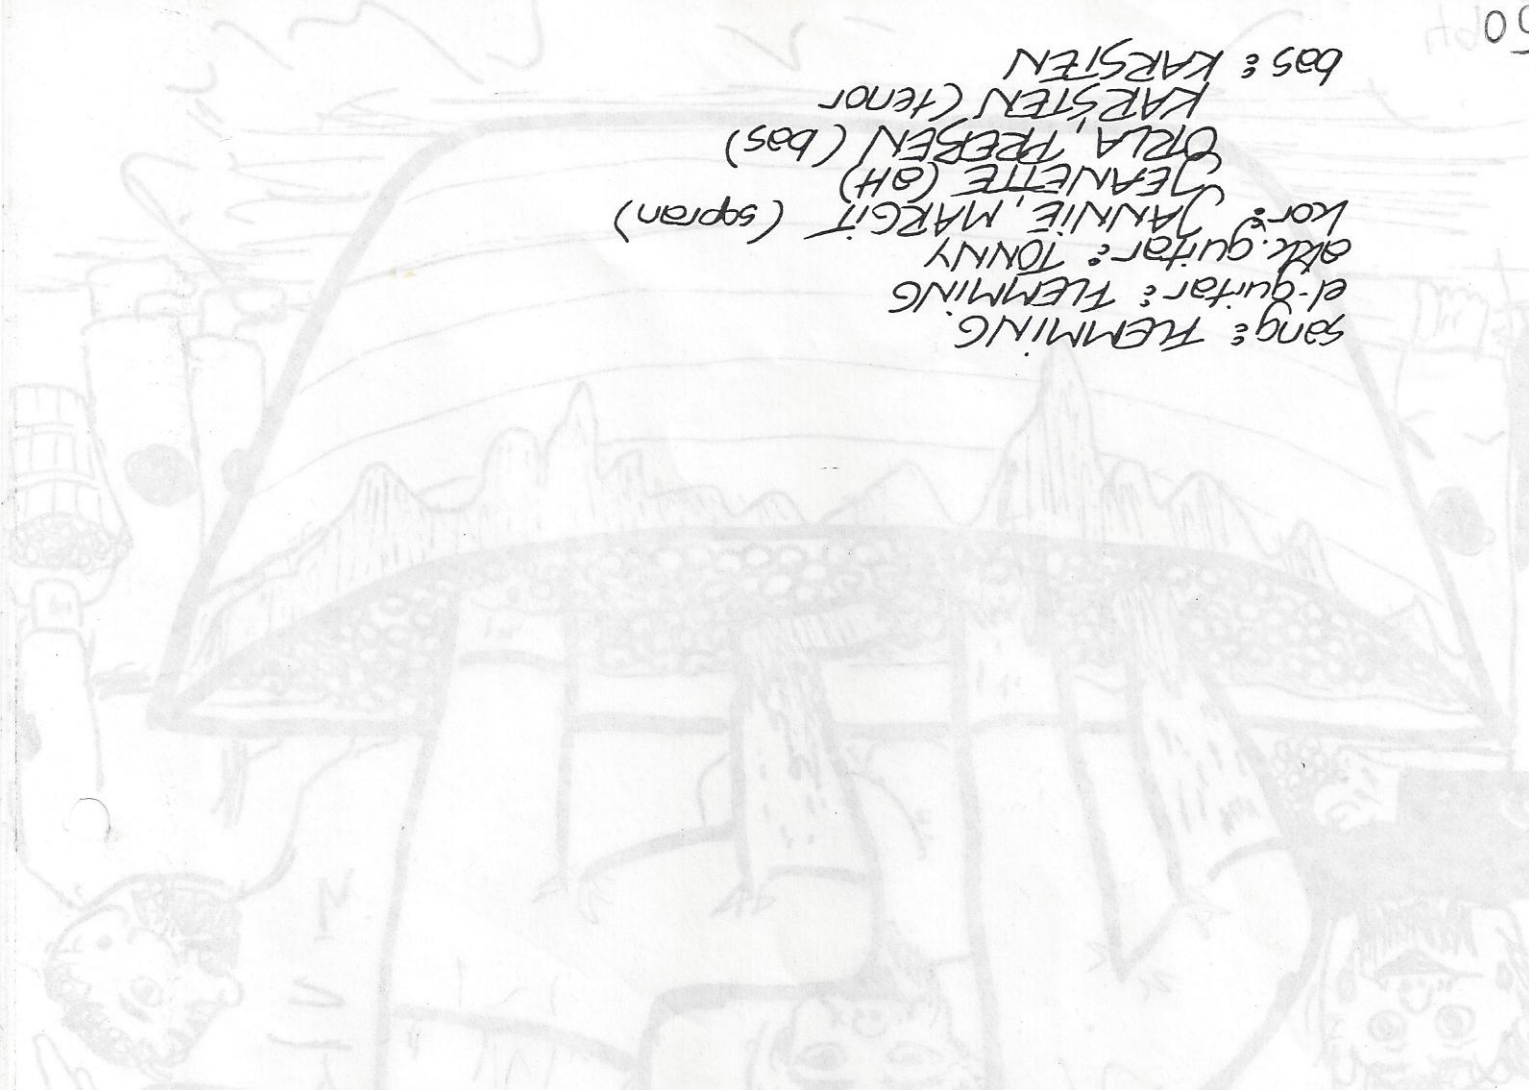 sang: FLEMMING
el-guitar: FLEMMING
akk.guitar: TONNY
kor: JANNIE, MARGIT (sopran)
JEANETTE (alt)
ORLA, PREBEN (bas)
KARSTEN (tenor
bas: KARSTEN